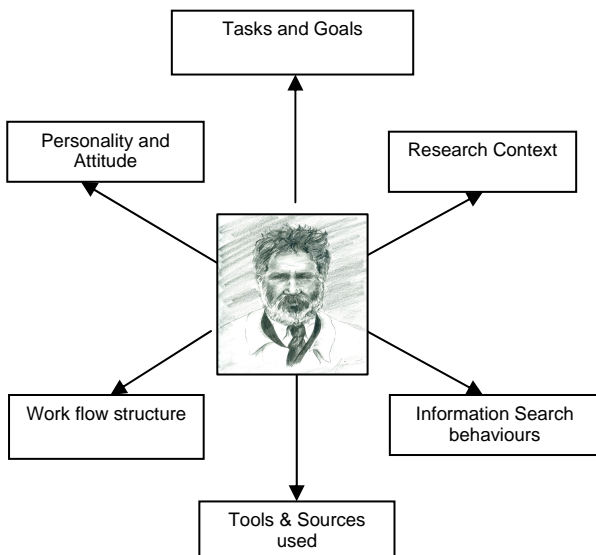 Tasks and Goals
Personality and
Attitude
Research Context
Work flow structure
Information Search
behaviours
Tools & Sources
used